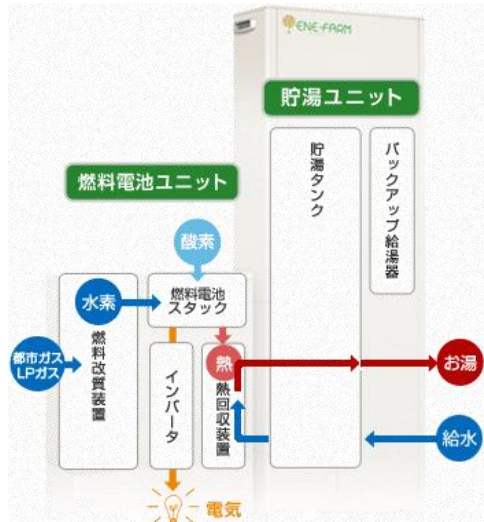 ENE-FARM
貯湯ユニット
貯湯タンク
バックアップ給湯器
燃料電池ユニット
酸素
水素
燃料電池
スタック
都市ガス
LPガス
燃料改質装置
インバータ
熱
熱回収装置
お湯
給水
電気